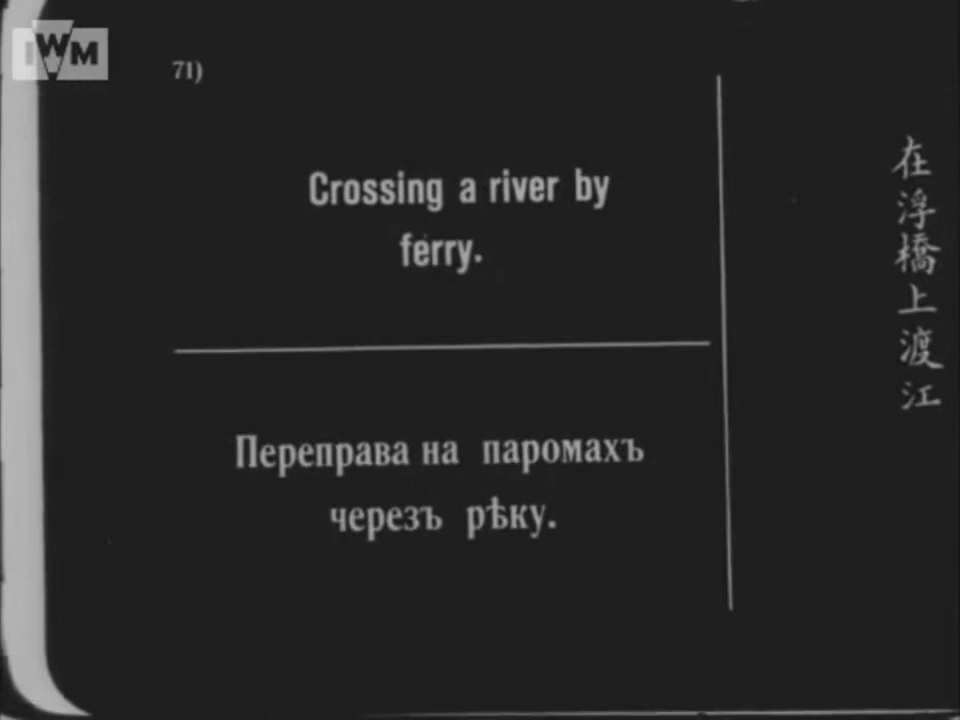 IWM
71)
Crossing a river by
ferry.
Переправа на паромахъ
черезъ рѣку.
在浮橋上渡江